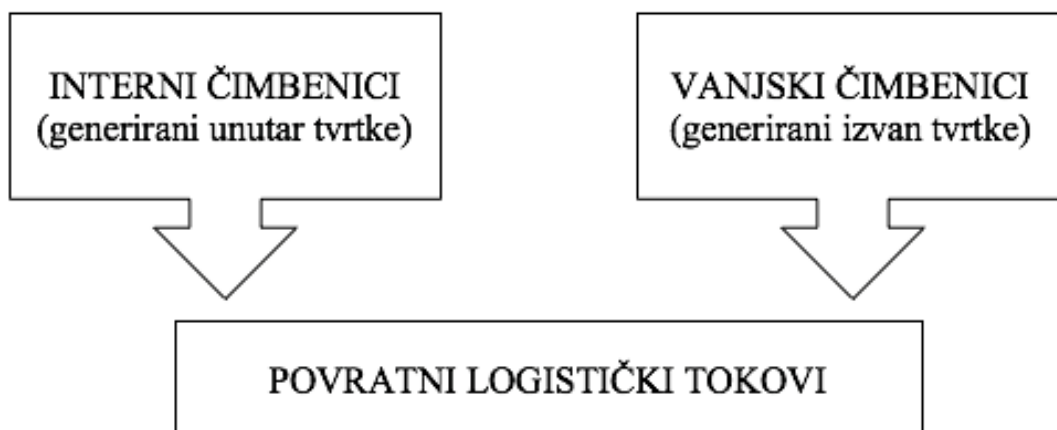 INTERNI ČIMBENICI
(generirani unutar tvrtke)
VANJSKI ČIMBENICI
(generirani izvan tvrtke)
POVRATNI LOGISTIČKI TOKOVI